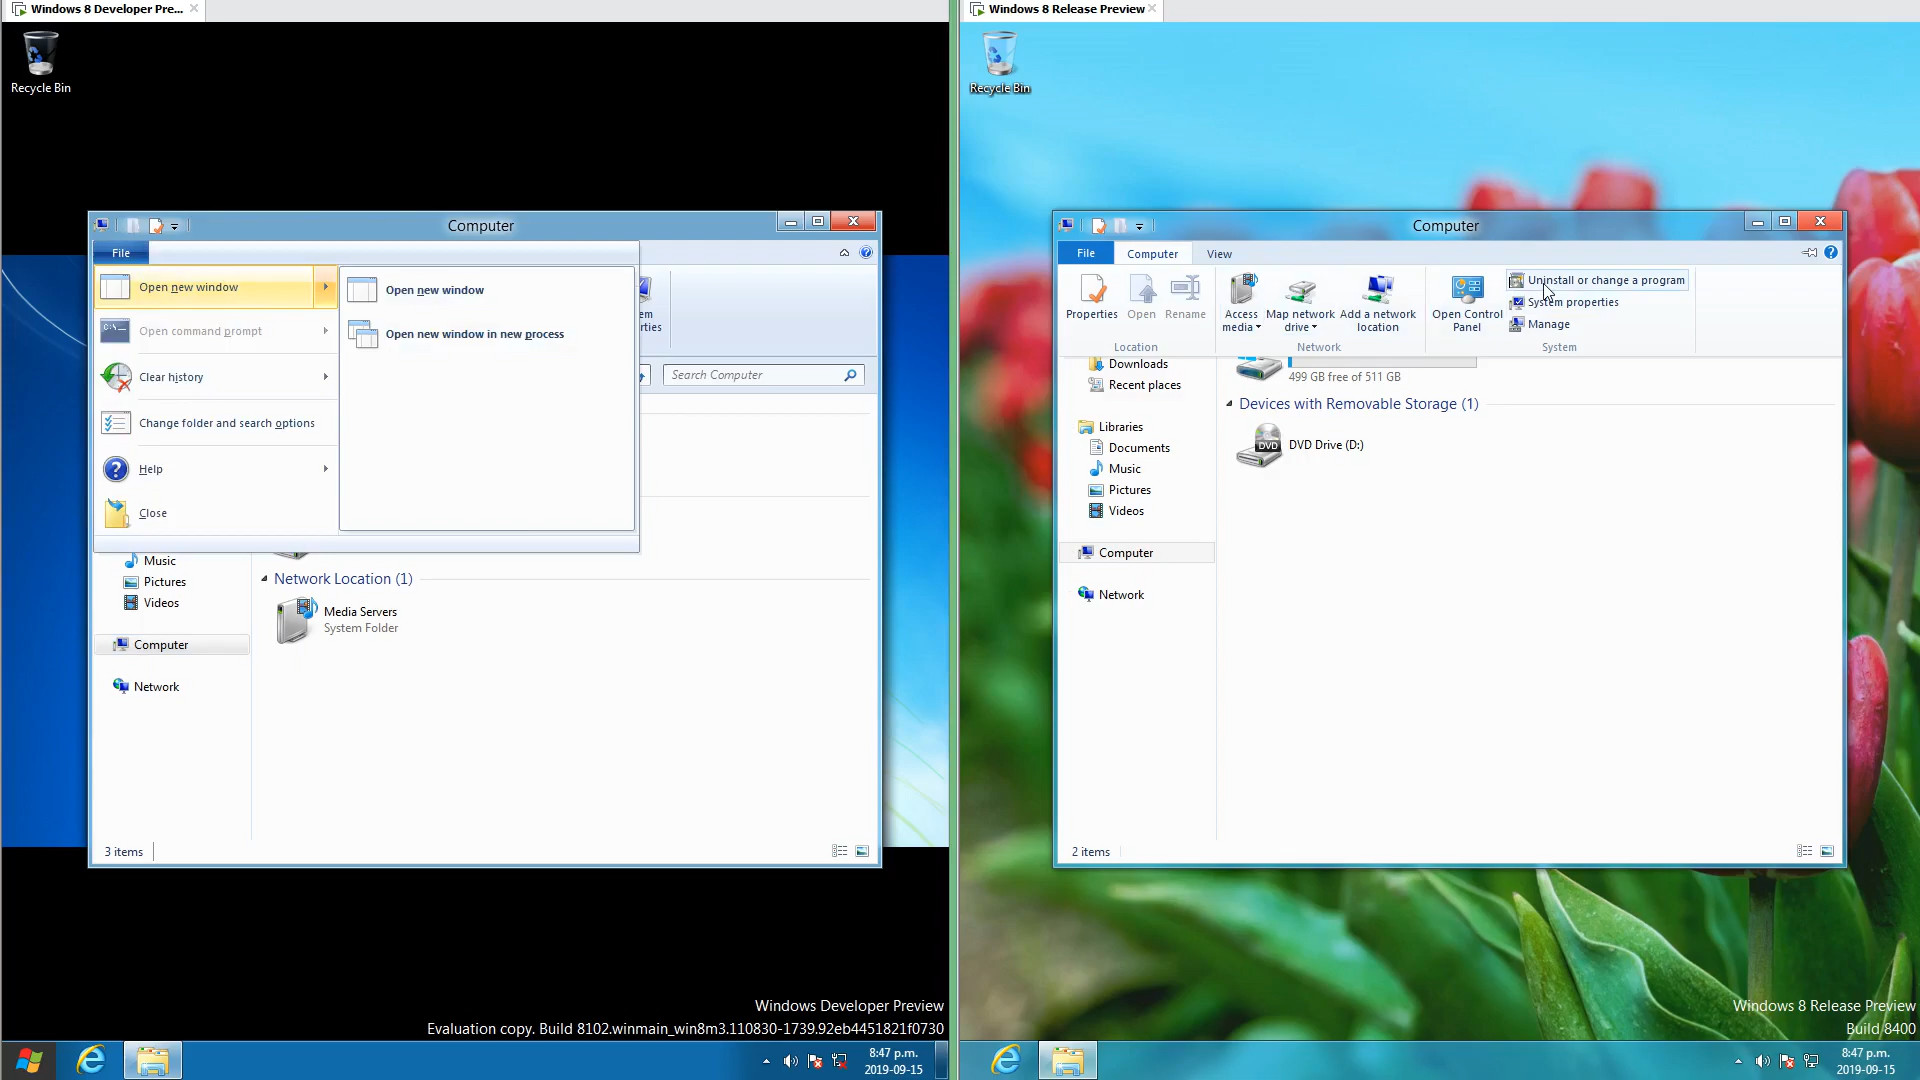 Windows 8 Developer Pre...
Recycle Bin
Computer
File
Open new window
Open command prompt
Clear history
Change folder and search options
Help
Close
Open new window
Open new window in new process
em
erties
Search Computer
Music
Pictures
Videos
Computer
Network
Network Location (1)
Media Servers
System Folder
3 items
Windows Developer Preview
Evaluation copy. Build 8102.winmain_win8m3.110830-1739.92eb4451821f0730
8:47 p.m.
2019-09-15
Windows 8 Release Preview
Recycle Bin
Computer
File
Computer
View
Properties
Open
Rename
Location
Access media
Map network drive
Add a network location
Network
Open Control Panel
Uninstall or change a program
System properties
Manage
System
Downloads
Recent places
Libraries
Documents
Music
Pictures
Videos
Computer
Network
499 GB free of 511 GB
Devices with Removable Storage (1)
DVD
DVD Drive (D:)
2 items
Windows 8 Release Preview
Build 8400
8:47 p.m.
2019-09-15